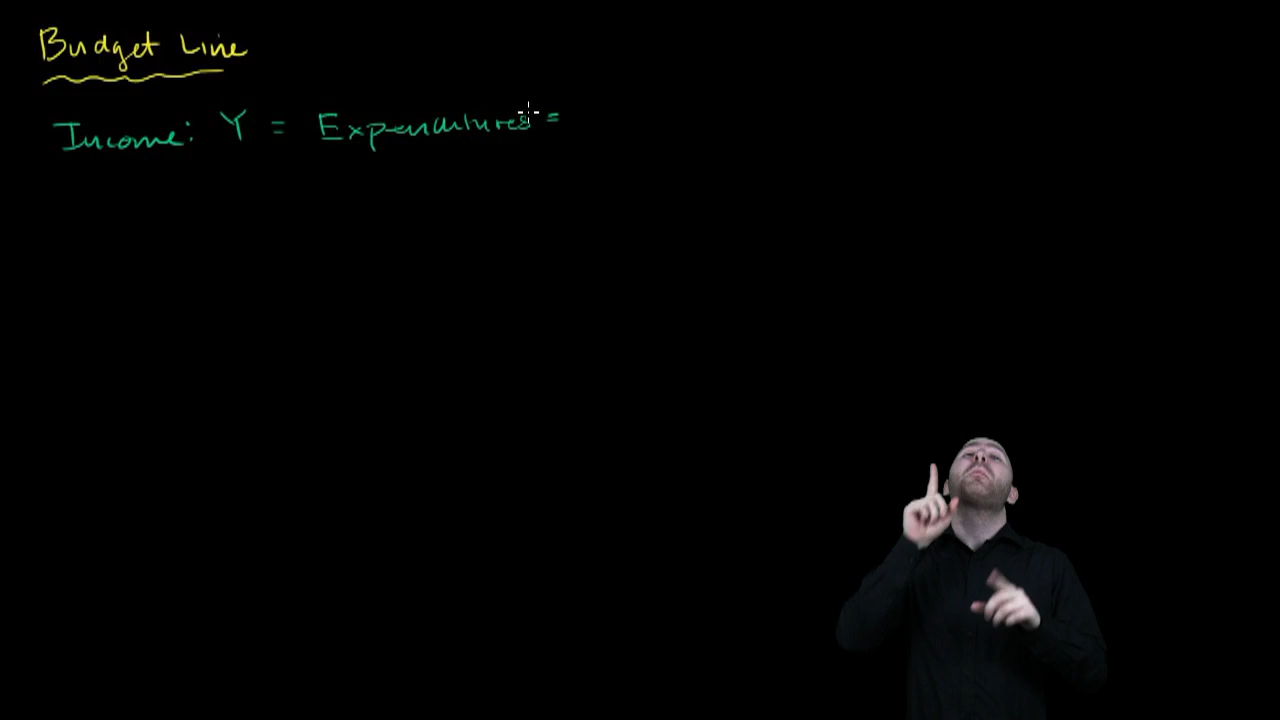 Budget Line
Income: Y = Expenditures =